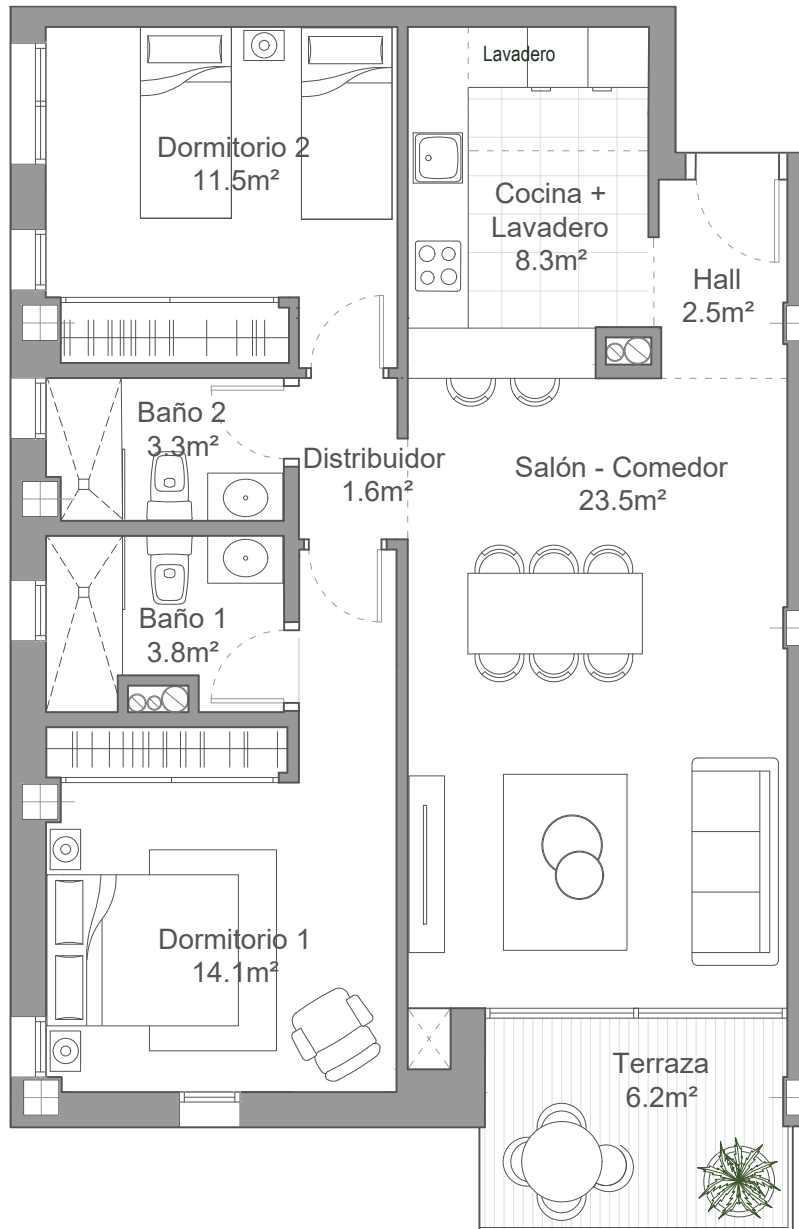 Lavadero
Dormitorio 2
11.5m²
Cocina +
Lavadero
8.3m²
Hall
2.5m²
Baño 2
3.3m²
Distribuidor
1.6m²
Salón - Comedor
23.5m²
Baño 1
3.8m²
Dormitorio 1
14.1m²
Terraza
6.2m²